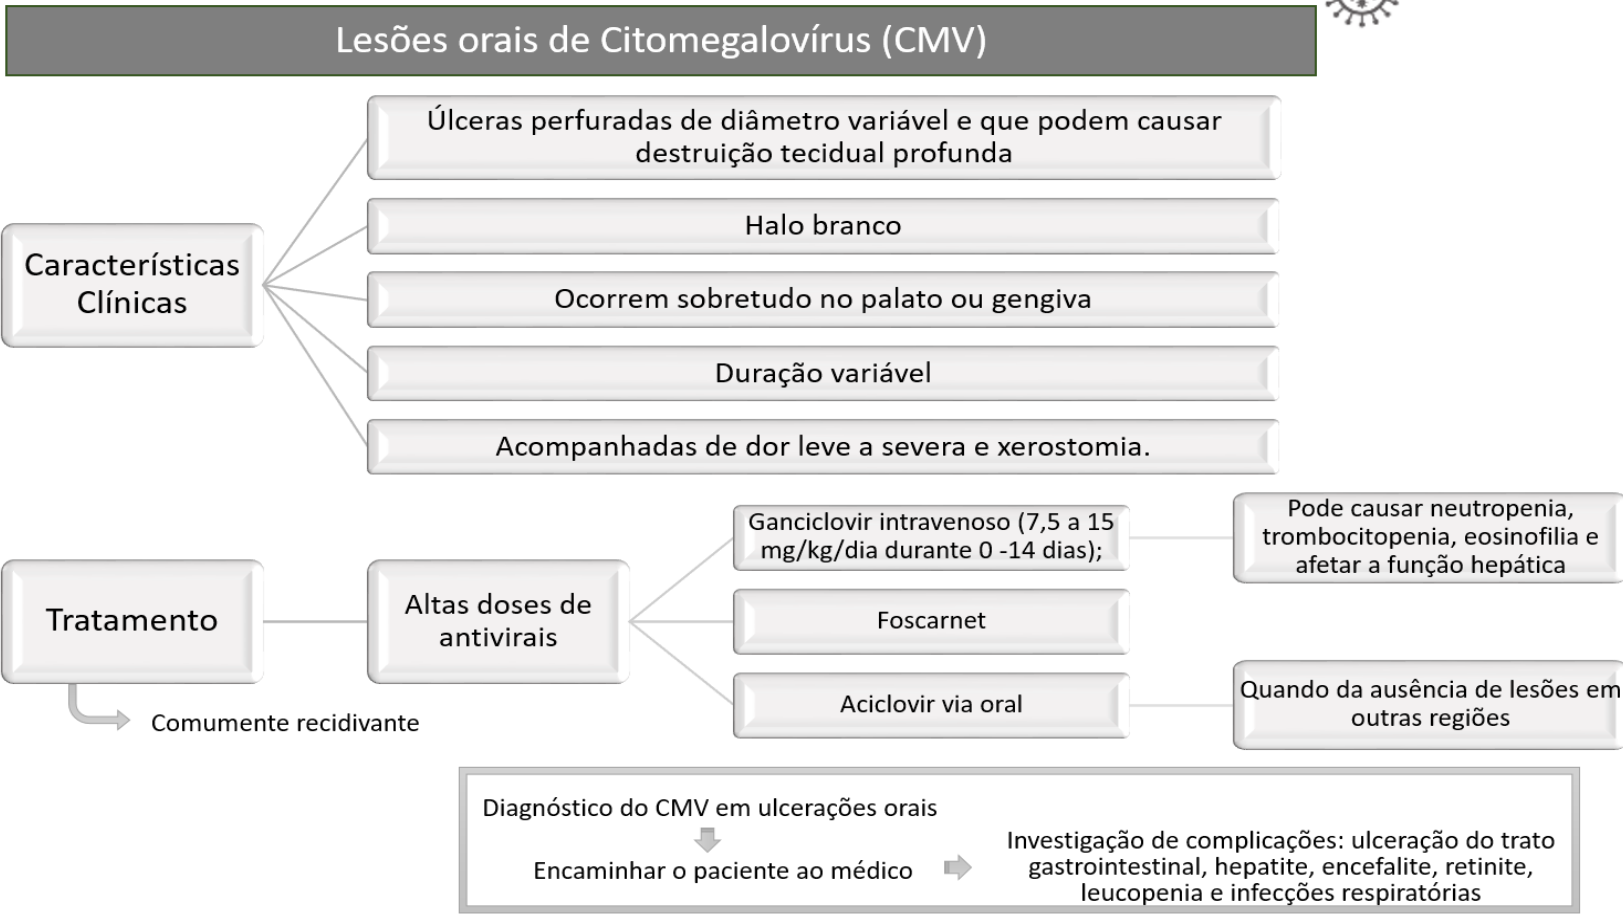 Lesões orais de Citomegalovírus (CMV)
Úlceras perfuradas de diâmetro variável e que podem causar
destruição tecidual profunda
Halo branco
Características
Clínicas
Ocorrem sobretudo no palato ou gengiva
Duração variável
Acompanhadas de dor leve a severa e xerostomia.
Tratamento
Comumente recidivante
Altas doses de
antivirais
Ganciclovir intravenoso (7,5 a 15
mg/kg/dia durante 0 -14 dias);
Pode causar neutropenia,
trombocitopenia, eosinofilia e
afetar a função hepática
Foscarnet
Aciclovir via oral
Quando da ausência de lesões em
outras regiões
Diagnóstico do CMV em ulcerações orais
Encaminhar o paciente ao médico
Investigação de complicações: ulceração do trato
gastrointestinal, hepatite, encefalite, retinite,
leucopenia e infecções respiratórias